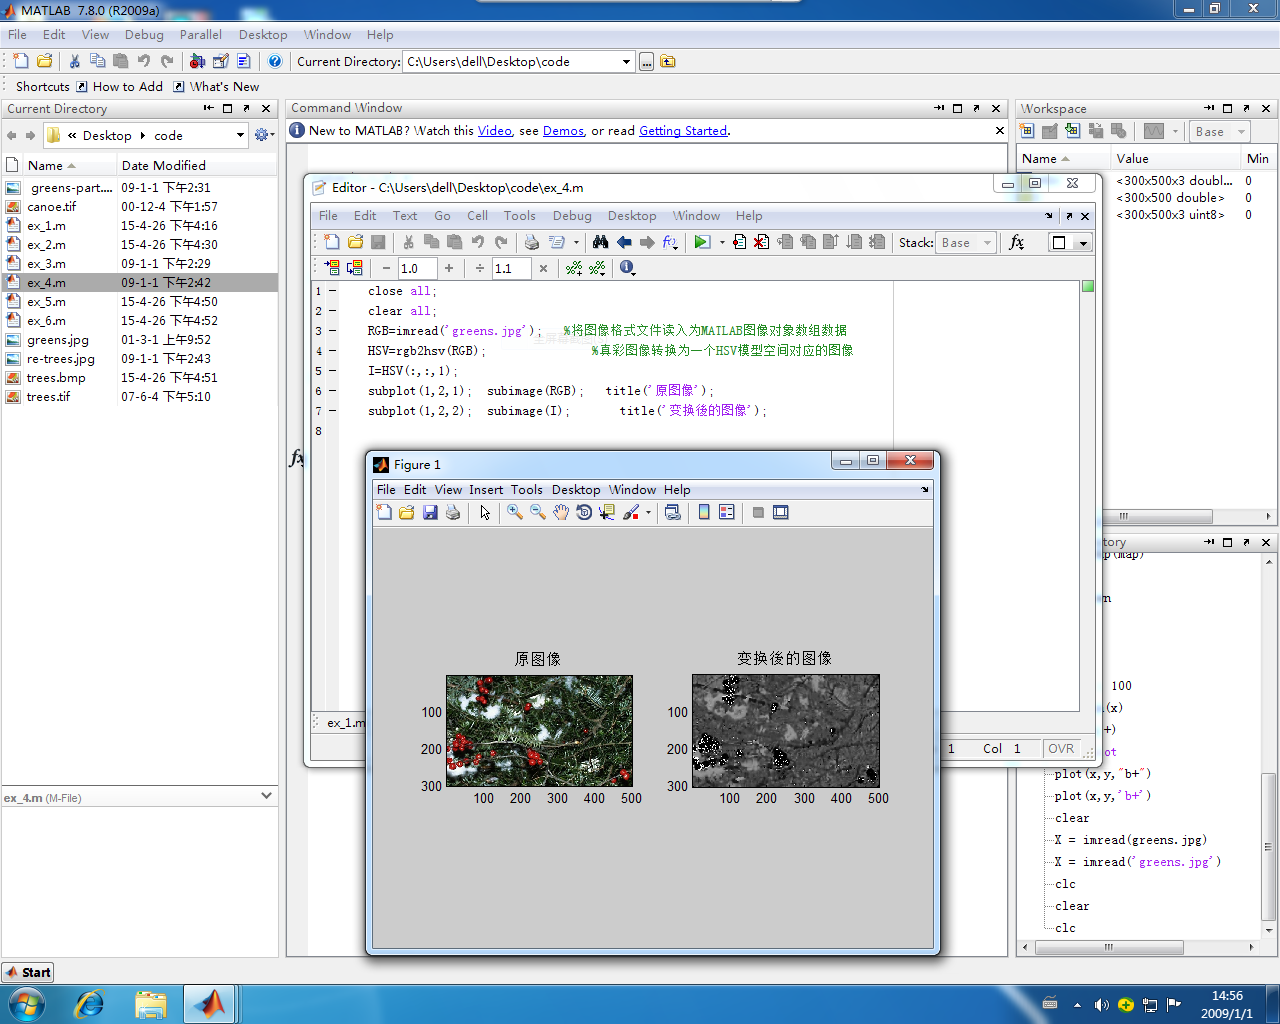 MATLAB 7.8.0 (R2009a)
File Edit View Debug Parallel Desktop Window Help
Current Directory: C:\Users\dell\Desktop\code
Shortcuts How to Add What's New
Current Directory
« Desktop code
Name Date Modified
greens-part.... 09-1-1 下午2:31
canoe.tif 00-12-4 下午1:57
ex_1.m 15-4-26 下午4:16
ex_2.m 15-4-26 下午4:30
ex_3.m 09-1-1 下午2:29
ex_4.m 09-1-1 下午2:42
ex_5.m 15-4-26 下午4:50
ex_6.m 15-4-26 下午4:52
greens.jpg 01-3-1 上午9:52
re-trees.jpg 09-1-1 下午2:43
trees.bmp 15-4-26 下午4:51
trees.tif 07-6-4 下午5:10
ex_4.m (M-File)
Command Window
New to MATLAB? Watch this Video, see Demos, or read Getting Started.
fx
Editor - C:\Users\dell\Desktop\code\ex_4.m
File Edit Text Go Cell Tools Debug Desktop Window Help
Stack: Base fx
− 1.0 + ÷ 1.1 ×
1 − close all;
2 − clear all;
3 − RGB=imread('greens.jpg'); %将图像格式文件读入为MATLAB图像对象数组数据
4 − HSV=rgb2hsv(RGB); %真彩图像转换为一个HSV模型空间对应的图像
5 − I=HSV(:,:,1);
6 − subplot(1,2,1); subimage(RGB); title('原图像');
7 − subplot(1,2,2); subimage(I); title('变换後的图像');
8
ex_1.m
1 Col 1 OVR
Figure 1
File Edit View Insert Tools Desktop Window Help
原图像
100
200
300
100 200 300 400 500
变换後的图像
100
200
300
100 200 300 400 500
Workspace
Base
Name Value Min
<300x500x3 doubl... 0
<300x500 double> 0
<300x500x3 uint8> 0
tory
p(map)
n
100
(x)
+)
ot
plot(x,y,"b+")
plot(x,y,'b+')
clear
X = imread(greens.jpg)
X = imread('greens.jpg')
clc
clear
clc
Start
14:56
2009/1/1